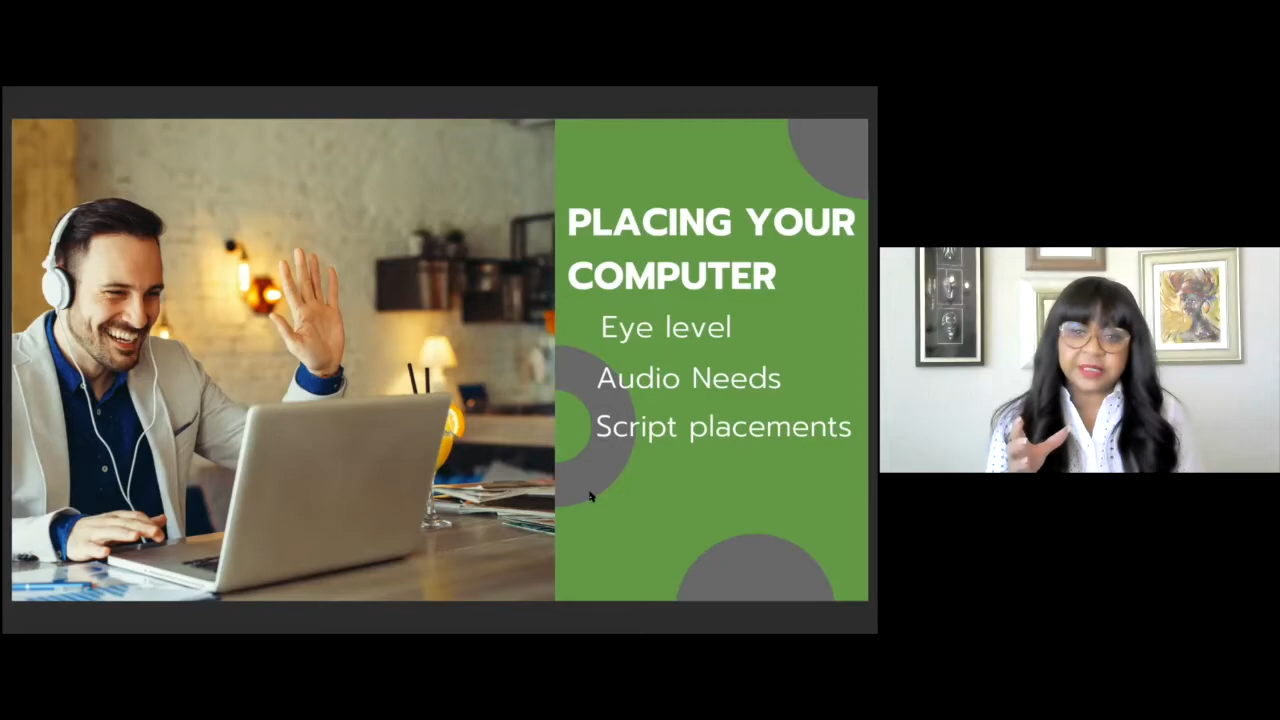 PLACING YOUR
COMPUTER
Eye level
Audio Needs
Script placements